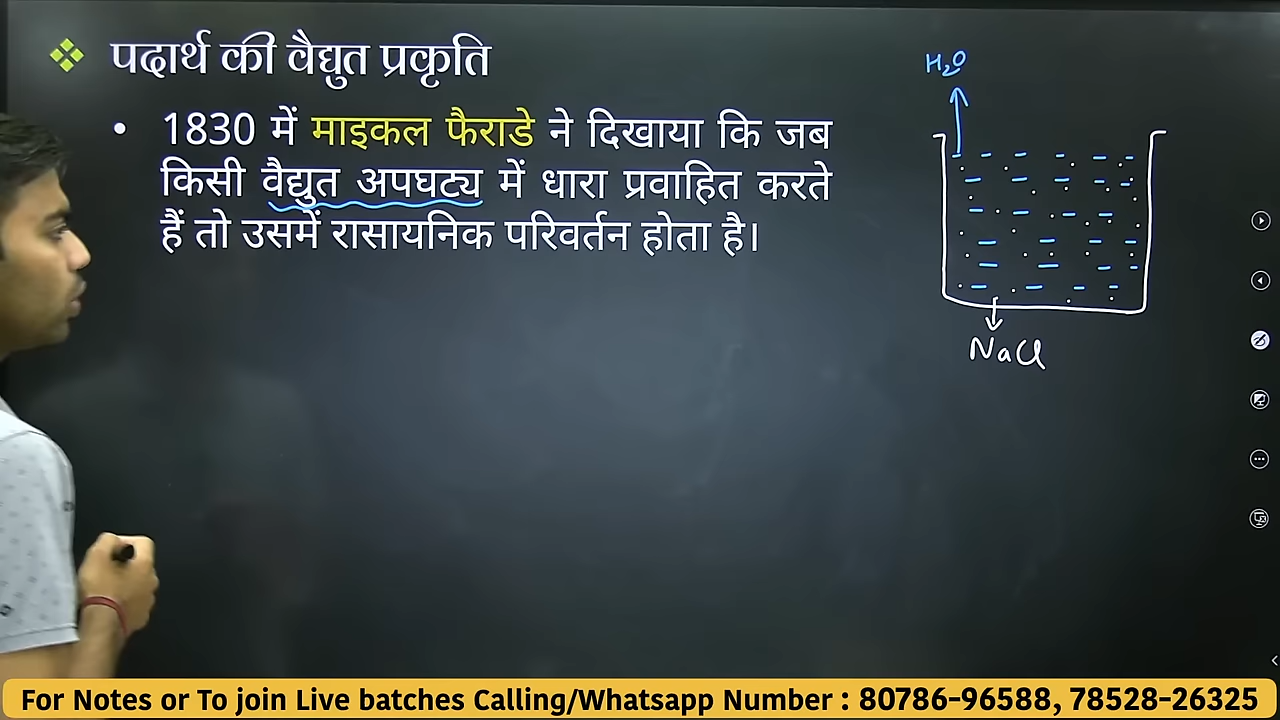 पदार्थ की वैद्युत प्रकृति
• 1830 में माइकल फैराडे ने दिखाया कि जब
किसी वैद्युत अपघट्य में धारा प्रवाहित करते
हैं तो उसमें रासायनिक परिवर्तन होता है।
H₂O
NaCl
For Notes or To join Live batches Calling/Whatsapp Number : 80786-96588, 78528-26325